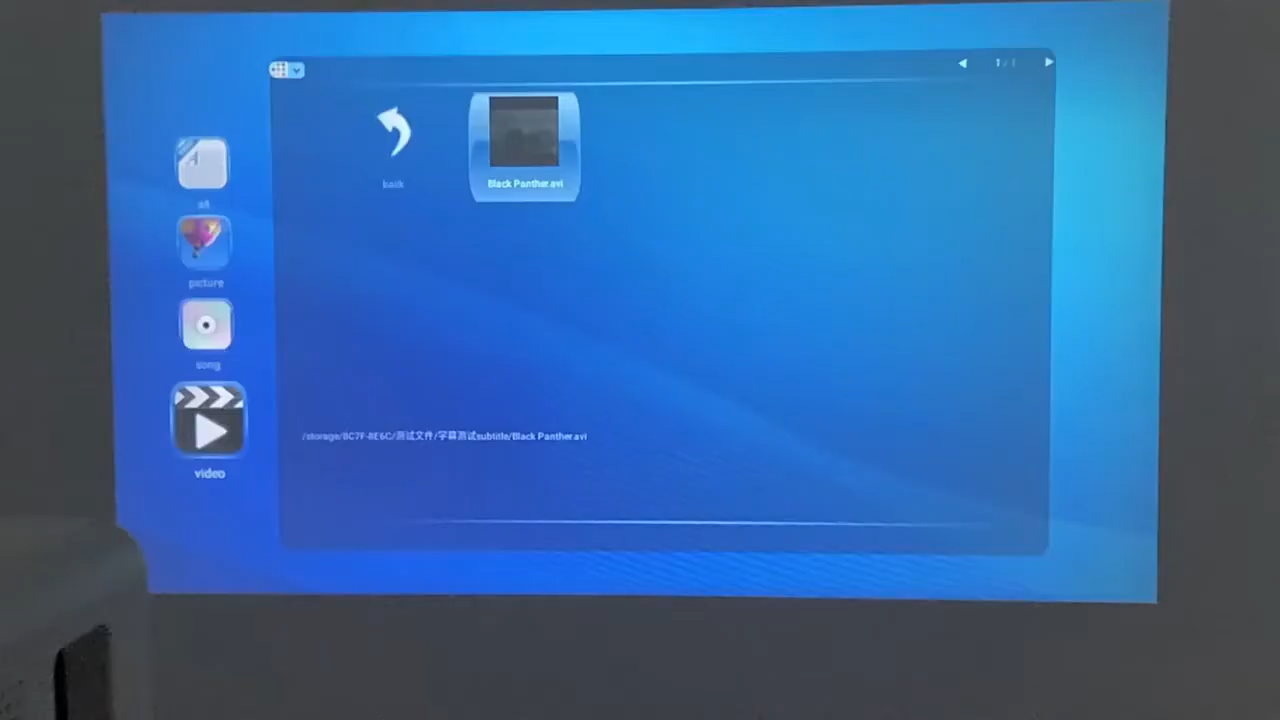 1/1
back
Black Panther.avi
all
picture
song
video
/storage/8C7F-8E6C/测试文件/字幕测试subtitle/Black Panther.avi